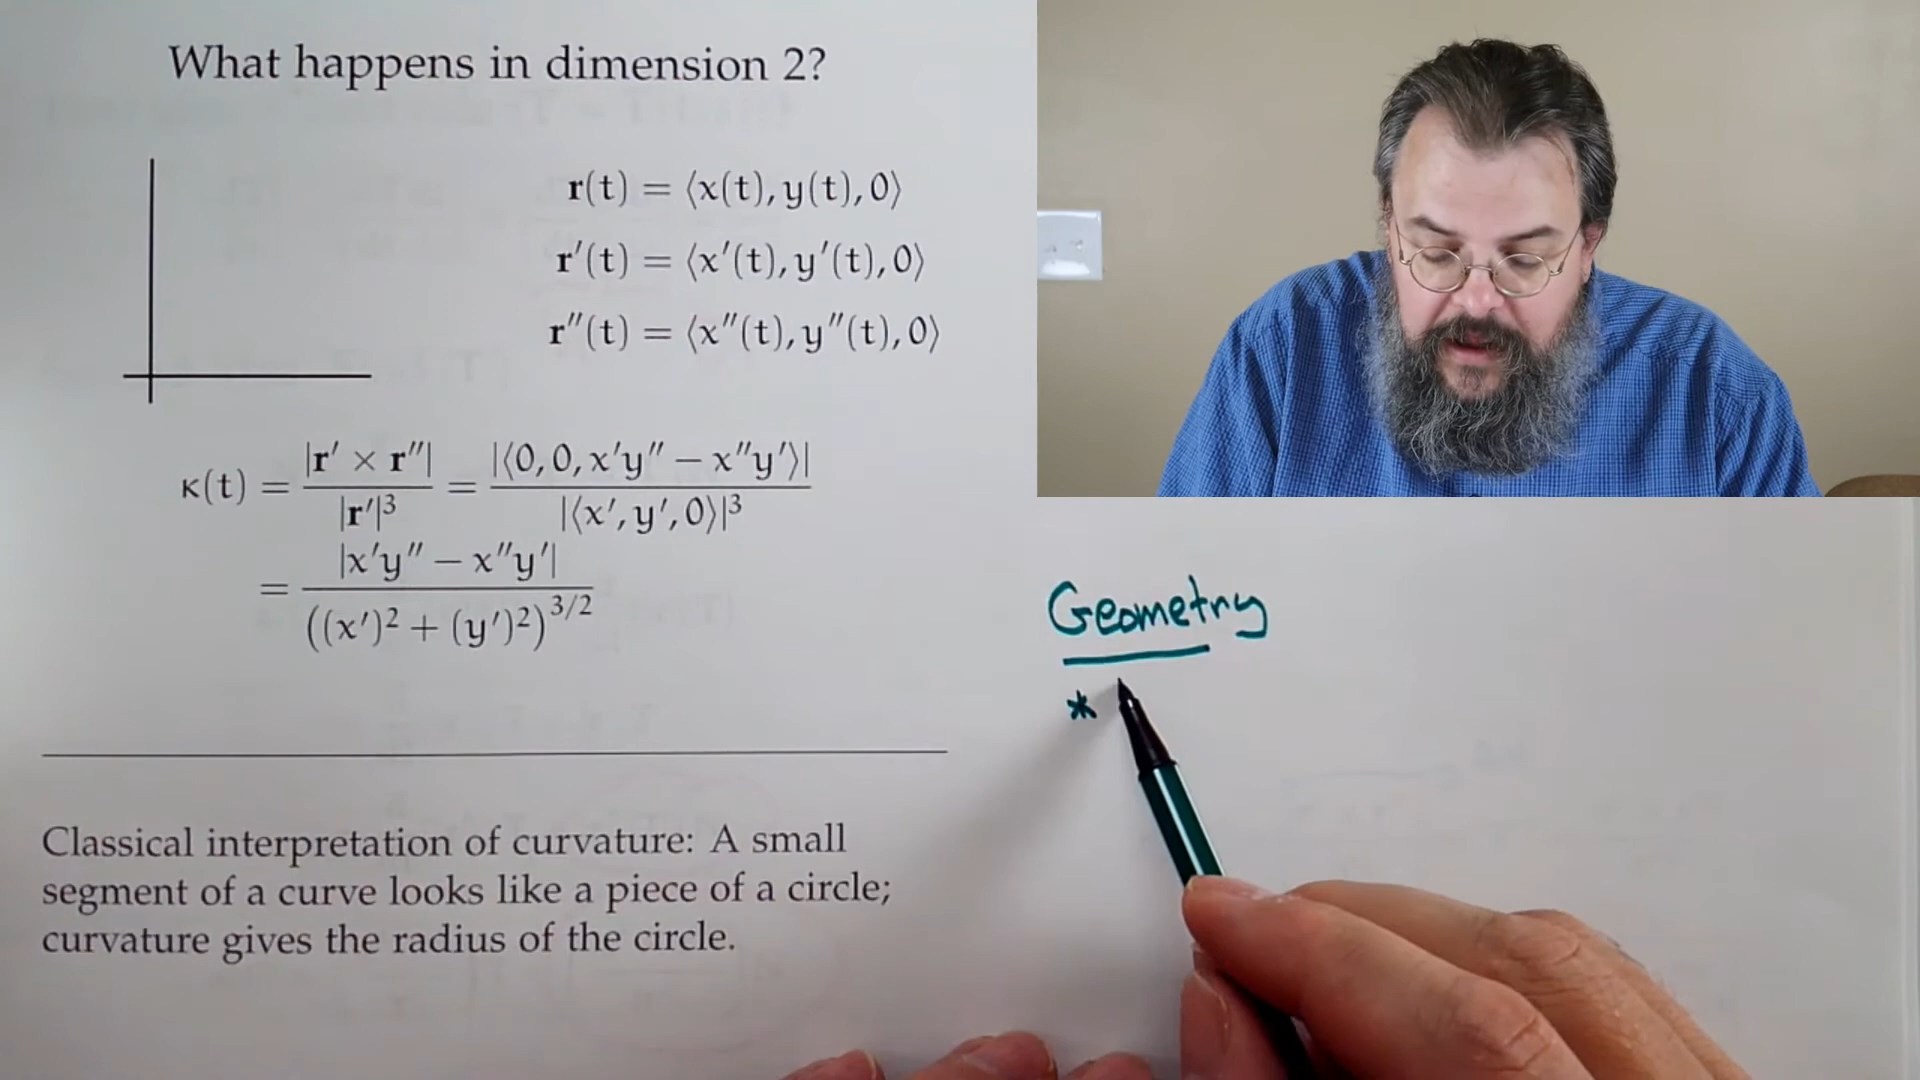 What happens in dimension 2?
r(t) = ⟨x(t), y(t), 0⟩
r′(t) = ⟨x′(t), y′(t), 0⟩
r″(t) = ⟨x″(t), y″(t), 0⟩
κ(t) = |r′ × r″| / |r′|³ = |⟨0, 0, x′y″ − x″y′⟩| / |⟨x′, y′, 0⟩|³
= |x′y″ − x″y′| / ((x′)² + (y′)²)^{3/2}
Classical interpretation of curvature: A small
segment of a curve looks like a piece of a circle;
curvature gives the radius of the circle.
Geometry
*